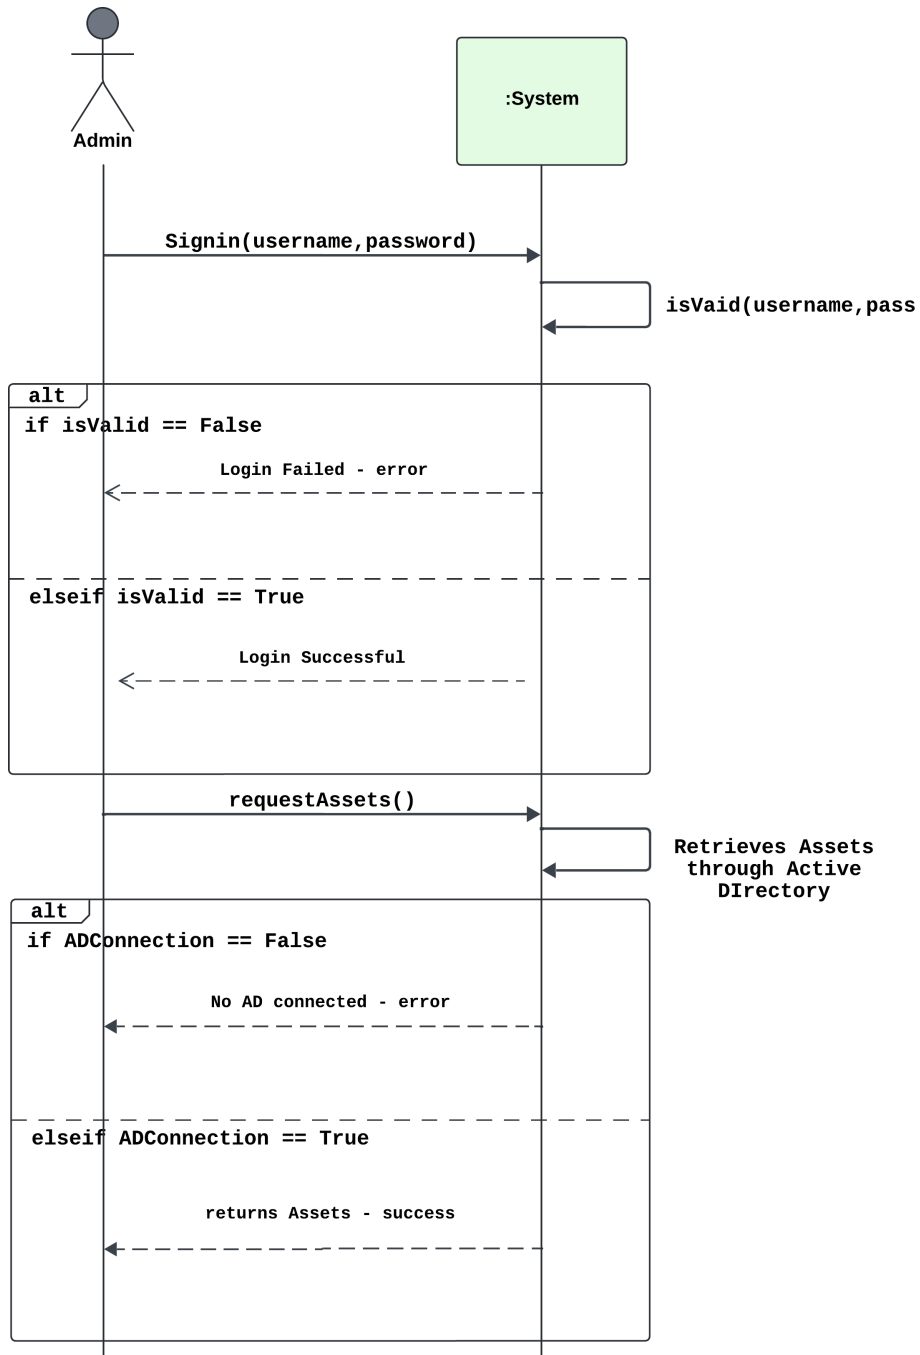 Admin
:System
Signin(username,password)
isVaid(username,pass
alt
if isValid == False
Login Failed - error
elseif isValid == True
Login Successful
requestAssets()
Retrieves Assets
through Active
DIrectory
alt
if ADConnection == False
No AD connected - error
elseif ADConnection == True
returns Assets - success